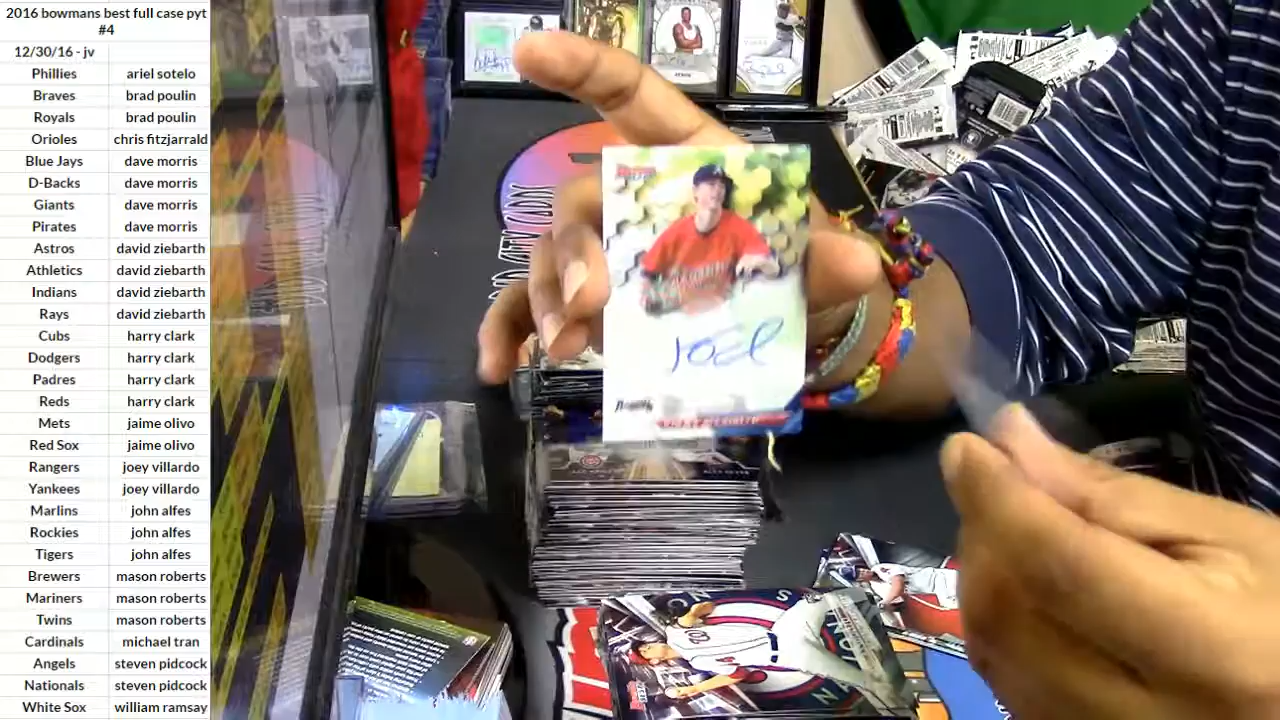 2016 bowmans best full case pyt
#4
12/30/16 - jv
Phillies ariel sotelo
Braves brad poulin
Royals brad poulin
Orioles chris fitzjarrald
Blue Jays dave morris
D-Backs dave morris
Giants dave morris
Pirates dave morris
Astros david ziebarth
Athletics david ziebarth
Indians david ziebarth
Rays david ziebarth
Cubs harry clark
Dodgers harry clark
Padres harry clark
Reds harry clark
Mets jaime olivo
Red Sox jaime olivo
Rangers joey villardo
Yankees joey villardo
Marlins john alfes
Rockies john alfes
Tigers john alfes
Brewers mason roberts
Mariners mason roberts
Twins mason roberts
Cardinals michael tran
Angels steven pidcock
Nationals steven pidcock
White Sox william ramsay